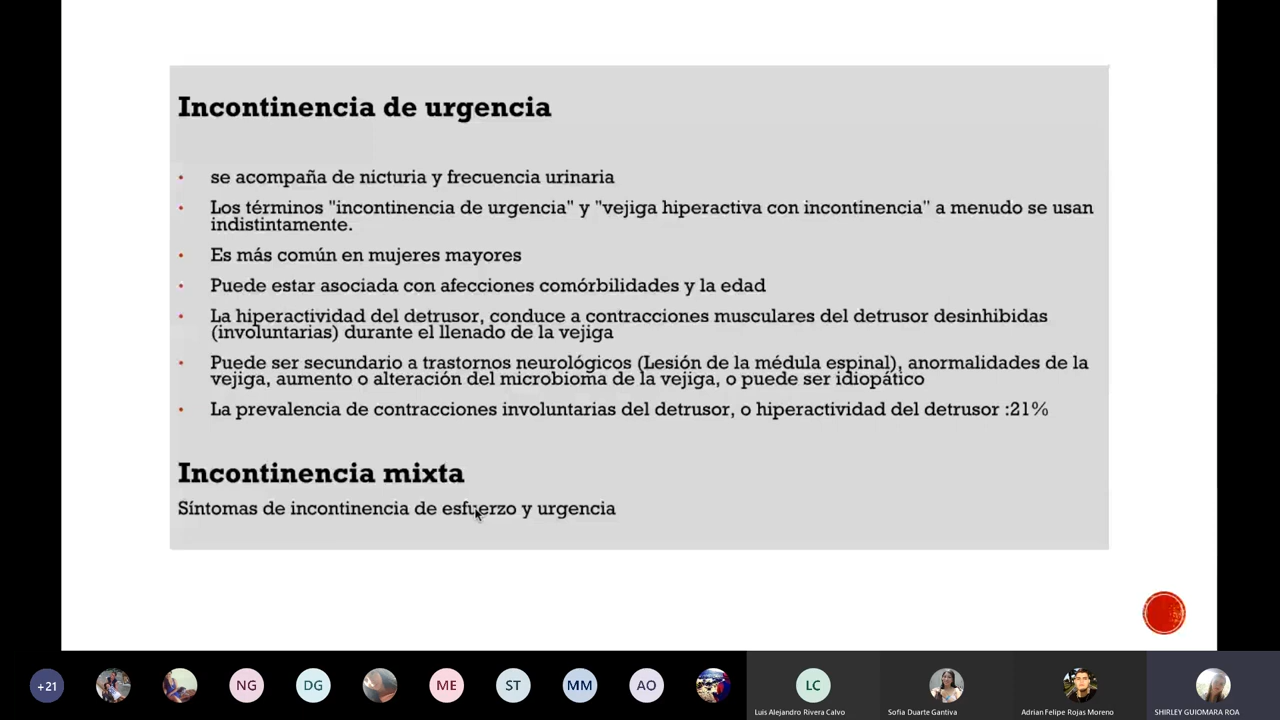 Incontinencia de urgencia
• se acompaña de nicturia y frecuencia urinaria
• Los términos "incontinencia de urgencia" y "vejiga hiperactiva con incontinencia" a menudo se usan
indistintamente.
• Es más común en mujeres mayores
• Puede estar asociada con afecciones comórbilidades y la edad
• La hiperactividad del detrusor, conduce a contracciones musculares del detrusor desinhibidas
(involuntarias) durante el llenado de la vejiga
• Puede ser secundario a trastornos neurológicos (Lesión de la médula espinal), anormalidades de la
vejiga, aumento o alteración del microbioma de la vejiga, o puede ser idiopático
• La prevalencia de contracciones involuntarias del detrusor, o hiperactividad del detrusor :21%
Incontinencia mixta
Síntomas de incontinencia de esfuerzo y urgencia
+21
NG
DG
ME
ST
MM
AO
LC
Luis Alejandro Rivera Calvo
Sofia Duarte Gantiva
Adrian Felipe Rojas Moreno
SHIRLEY GUIOMARA ROA